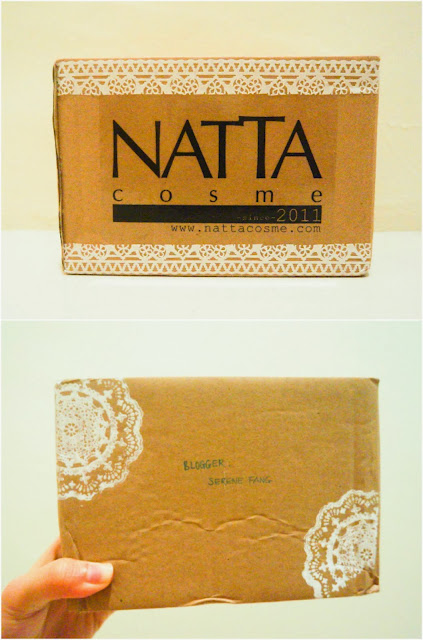 NATTA
cosme
-since-2011
www.nattacosme.com
BLOGGER:
SERENE FANG